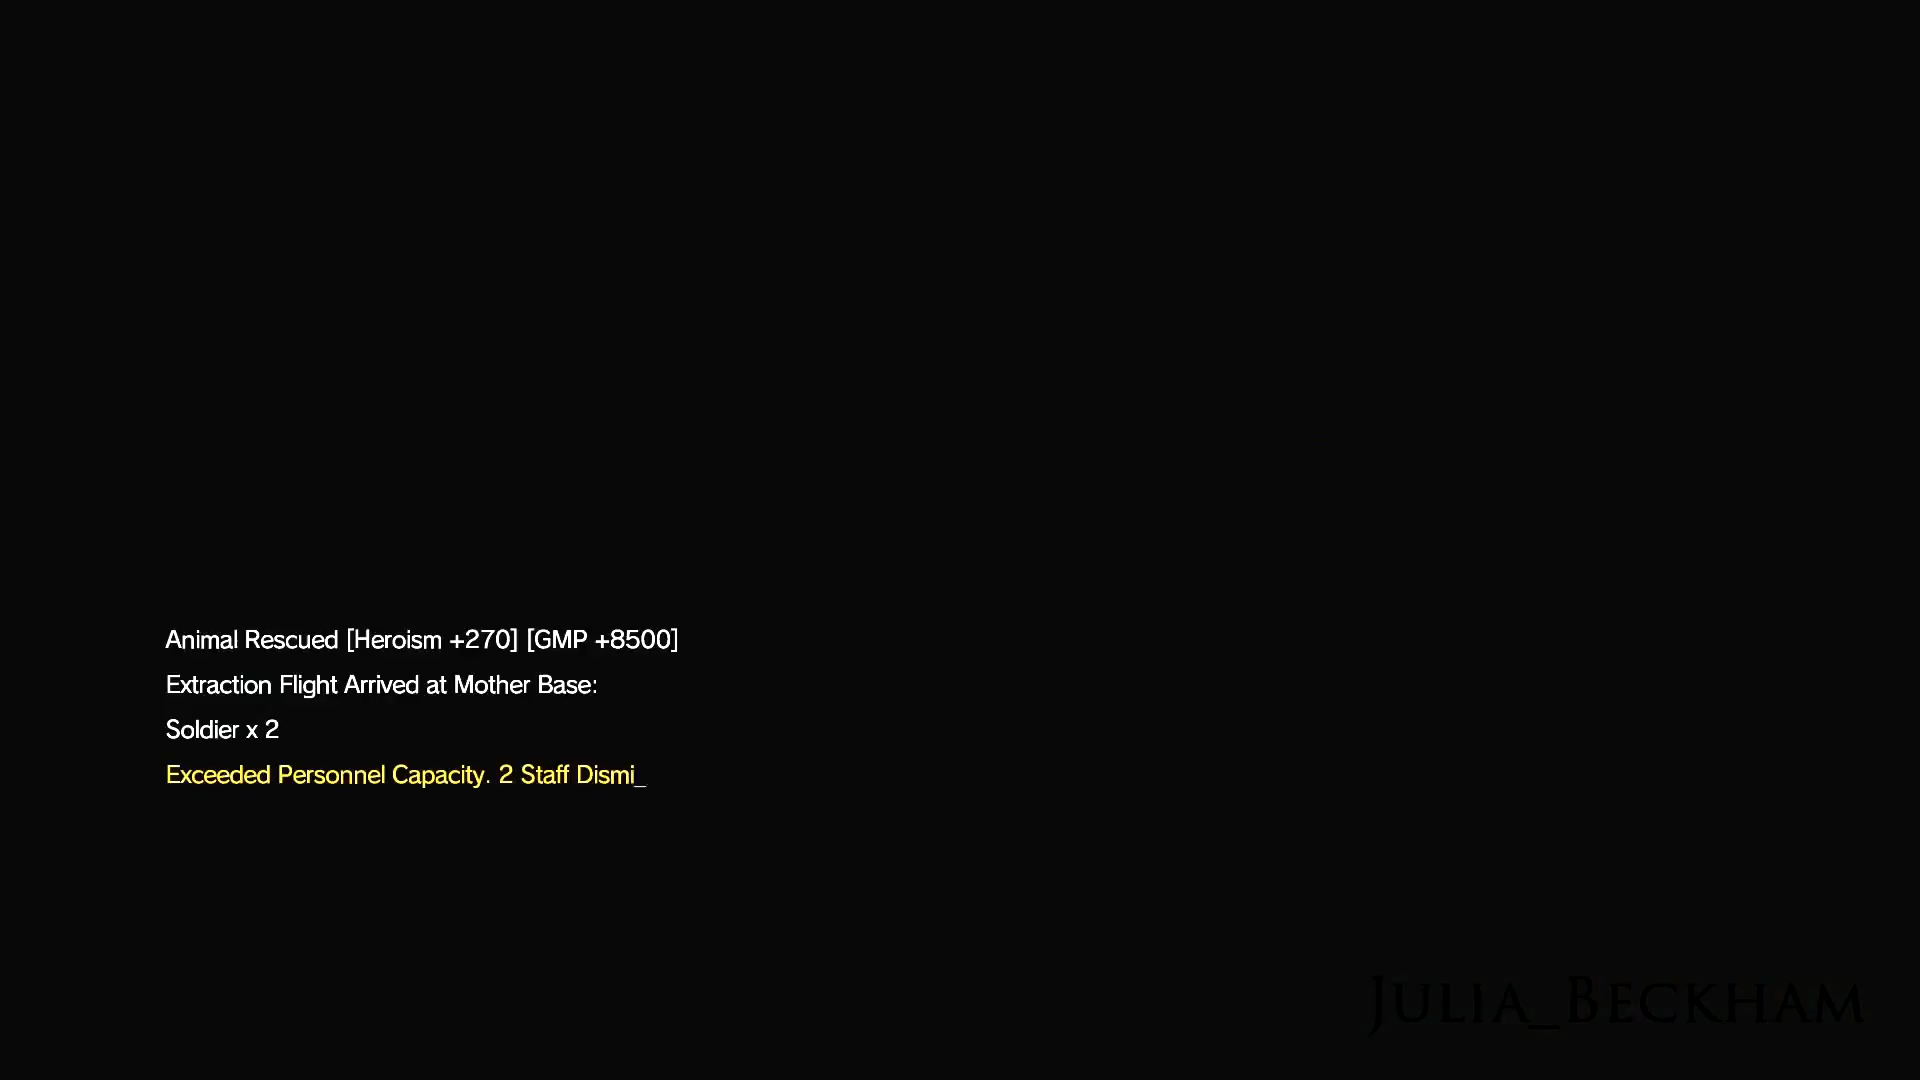 Animal Rescued [Heroism +270] [GMP +8500]
Extraction Flight Arrived at Mother Base:
Soldier x 2
Exceeded Personnel Capacity. 2 Staff Dismi_
JULIA_BECKHAM